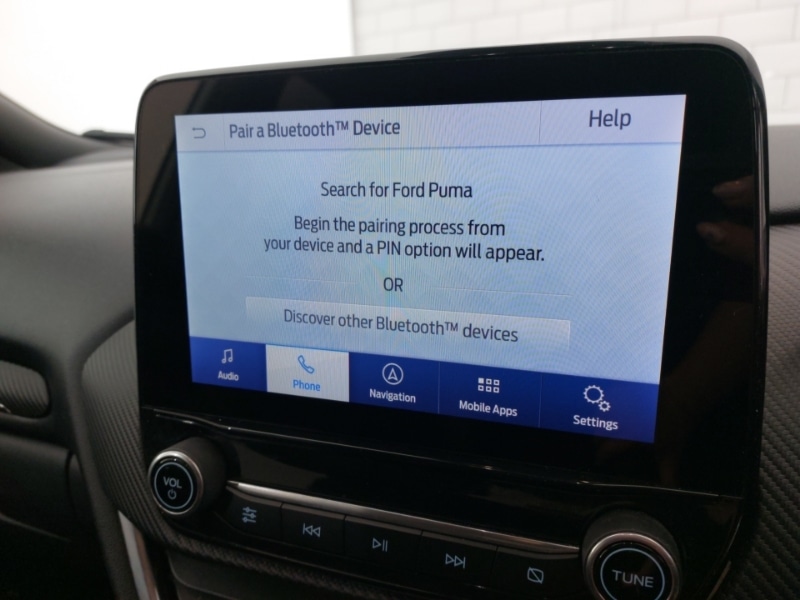 Pair a Bluetooth™ Device
Help
Search for Ford Puma
Begin the pairing process from
your device and a PIN option will appear.
OR
Discover other Bluetooth™ devices
Audio
Phone
Navigation
Mobile Apps
Settings
VOL
TUNE